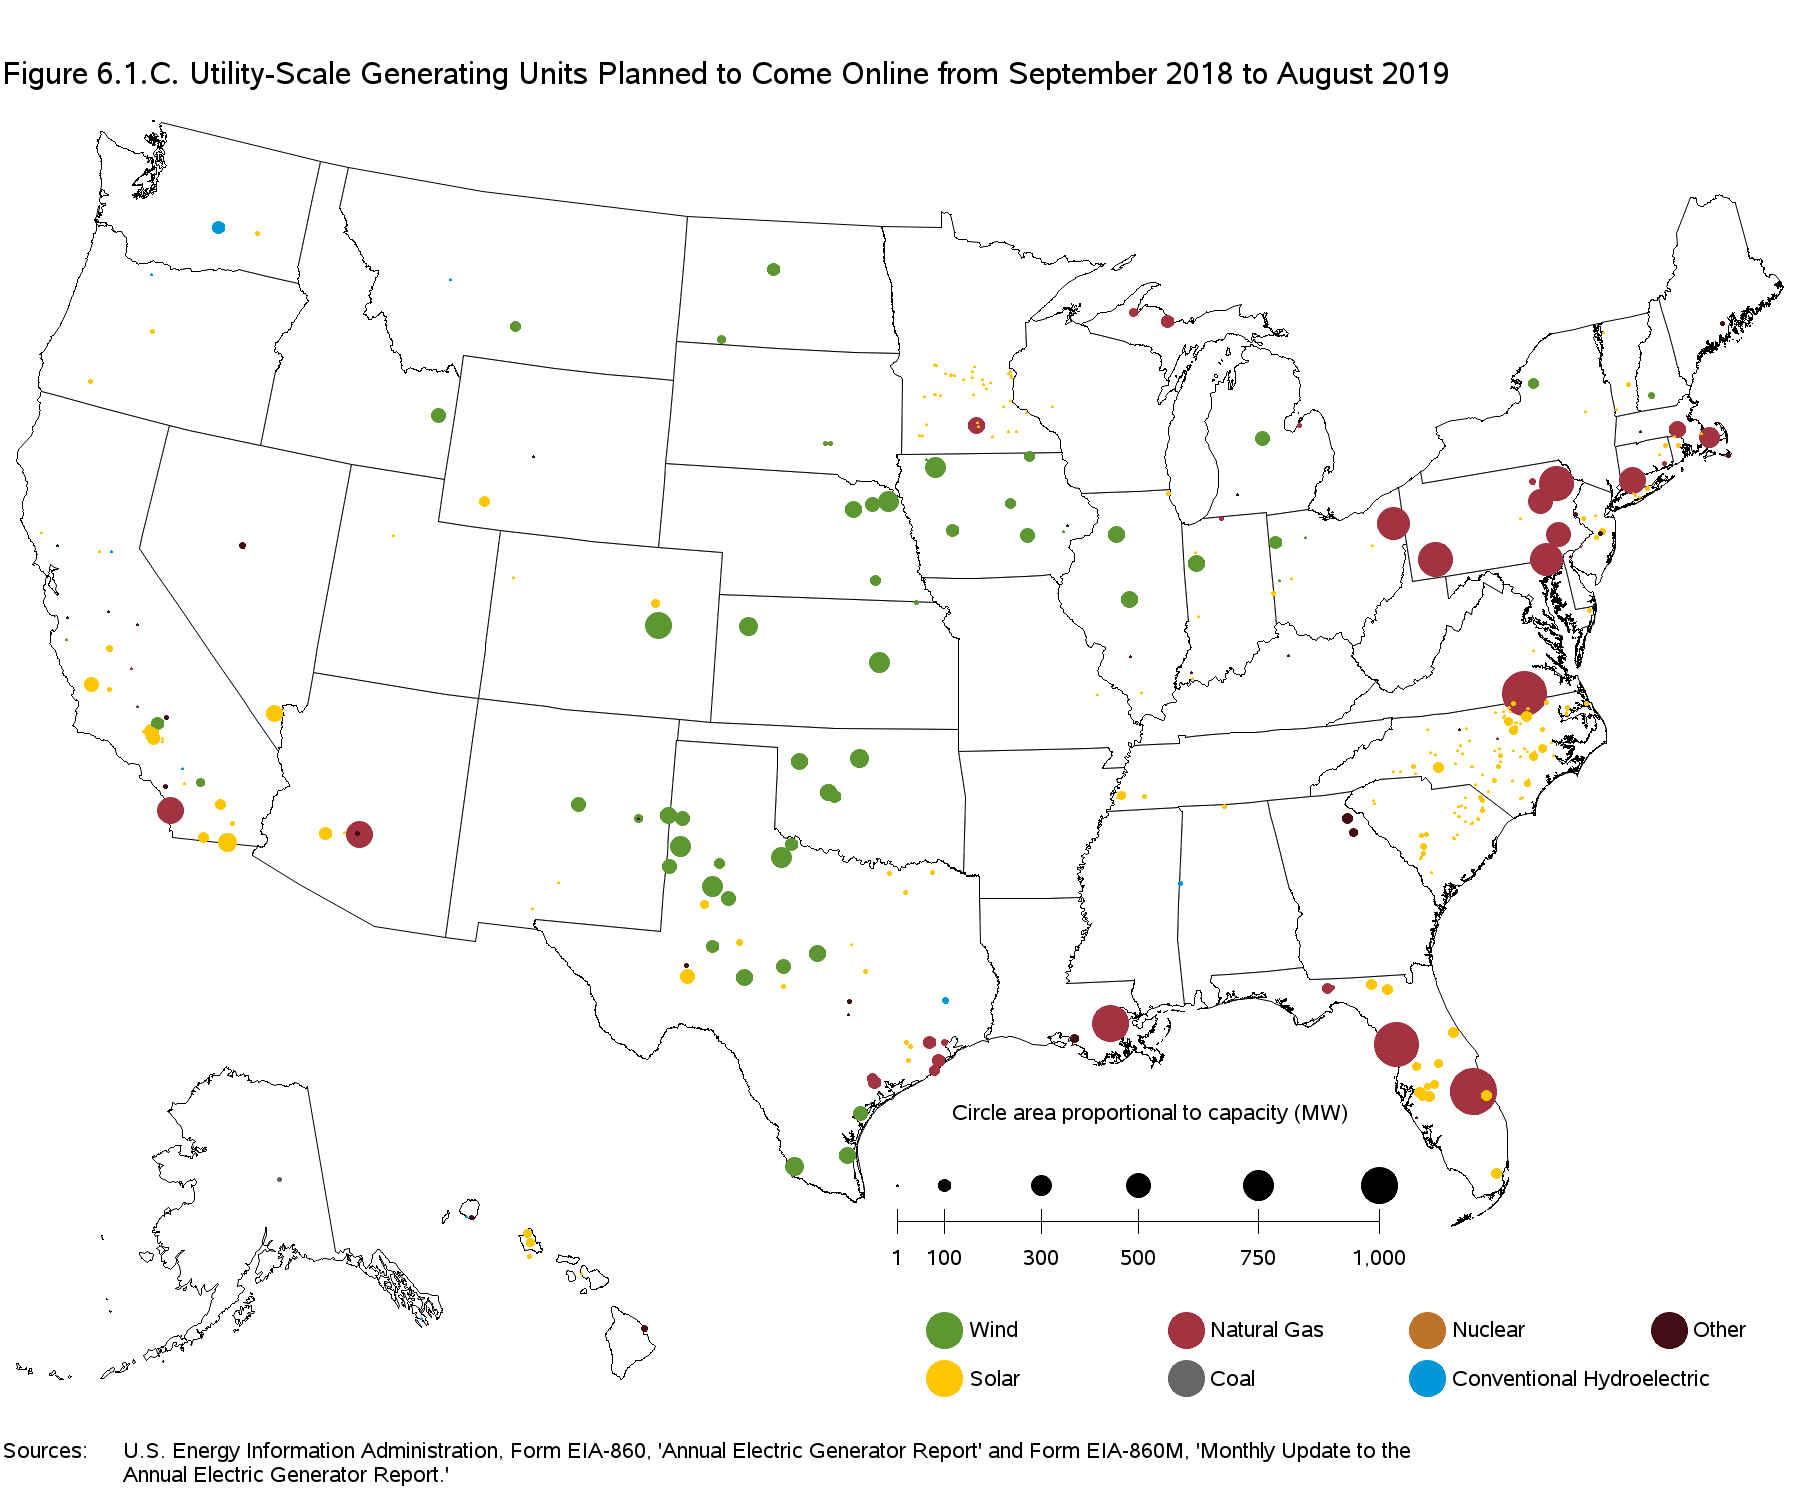 Figure 6.1.C. Utility-Scale Generating Units Planned to Come Online from September 2018 to August 2019
Circle area proportional to capacity (MW)
1 100 300 500 750 1,000
Wind Natural Gas Nuclear Other
Solar Coal Conventional Hydroelectric
Sources: U.S. Energy Information Administration, Form EIA-860, 'Annual Electric Generator Report' and Form EIA-860M, 'Monthly Update to the
Annual Electric Generator Report.'